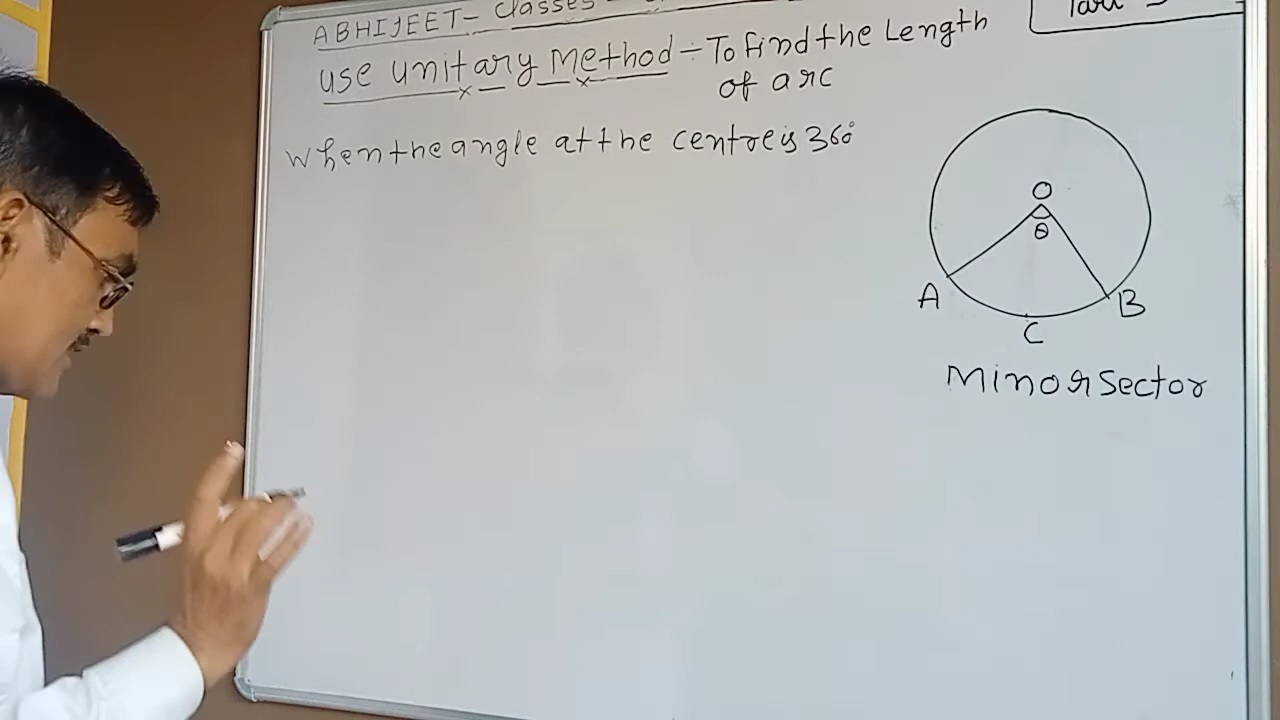 ABHIJEET- Classes-
Use Unitary Method - To find the Length
of arc
When the angle at the centre is 360°
O
θ
A
B
C
Minor Sector